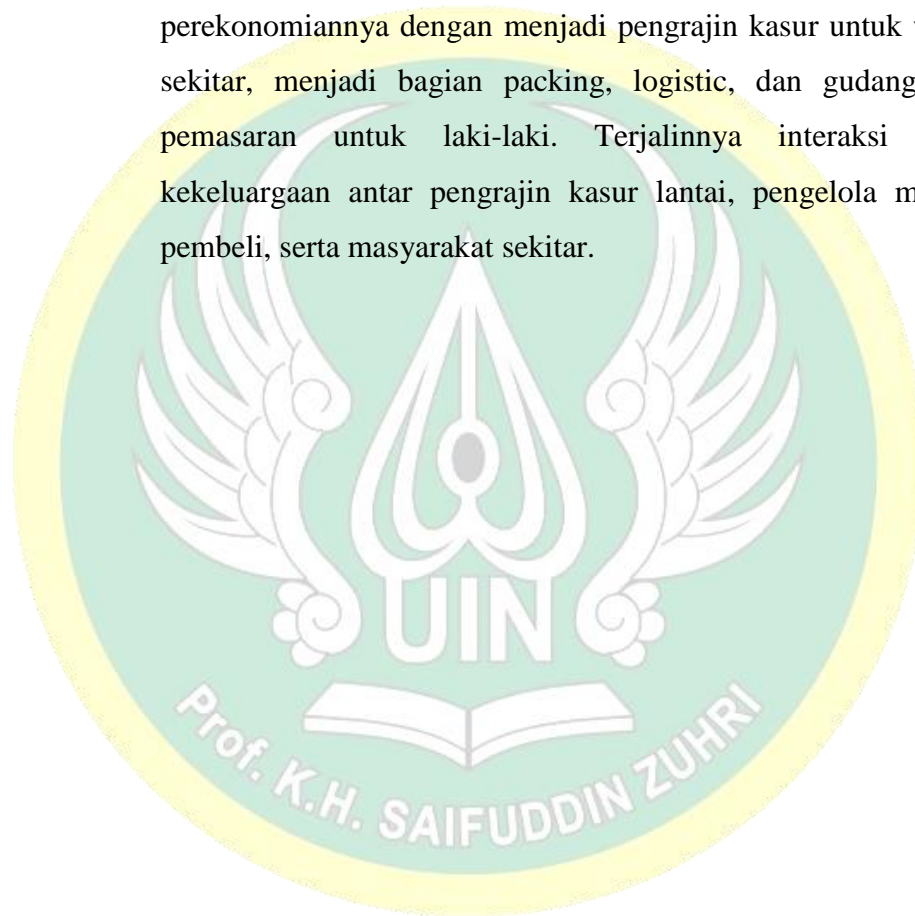 perekonomiannya dengan menjadi pengrajin kasur untuk
sekitar, menjadi bagian packing, logistic, dan gudang
pemasaran untuk laki-laki. Terjalinnya interaksi
kekeluargaan antar pengrajin kasur lantai, pengelola
pembeli, serta masyarakat sekitar.
UIN
Prof. K.H. SAIFUDDIN ZUHRI